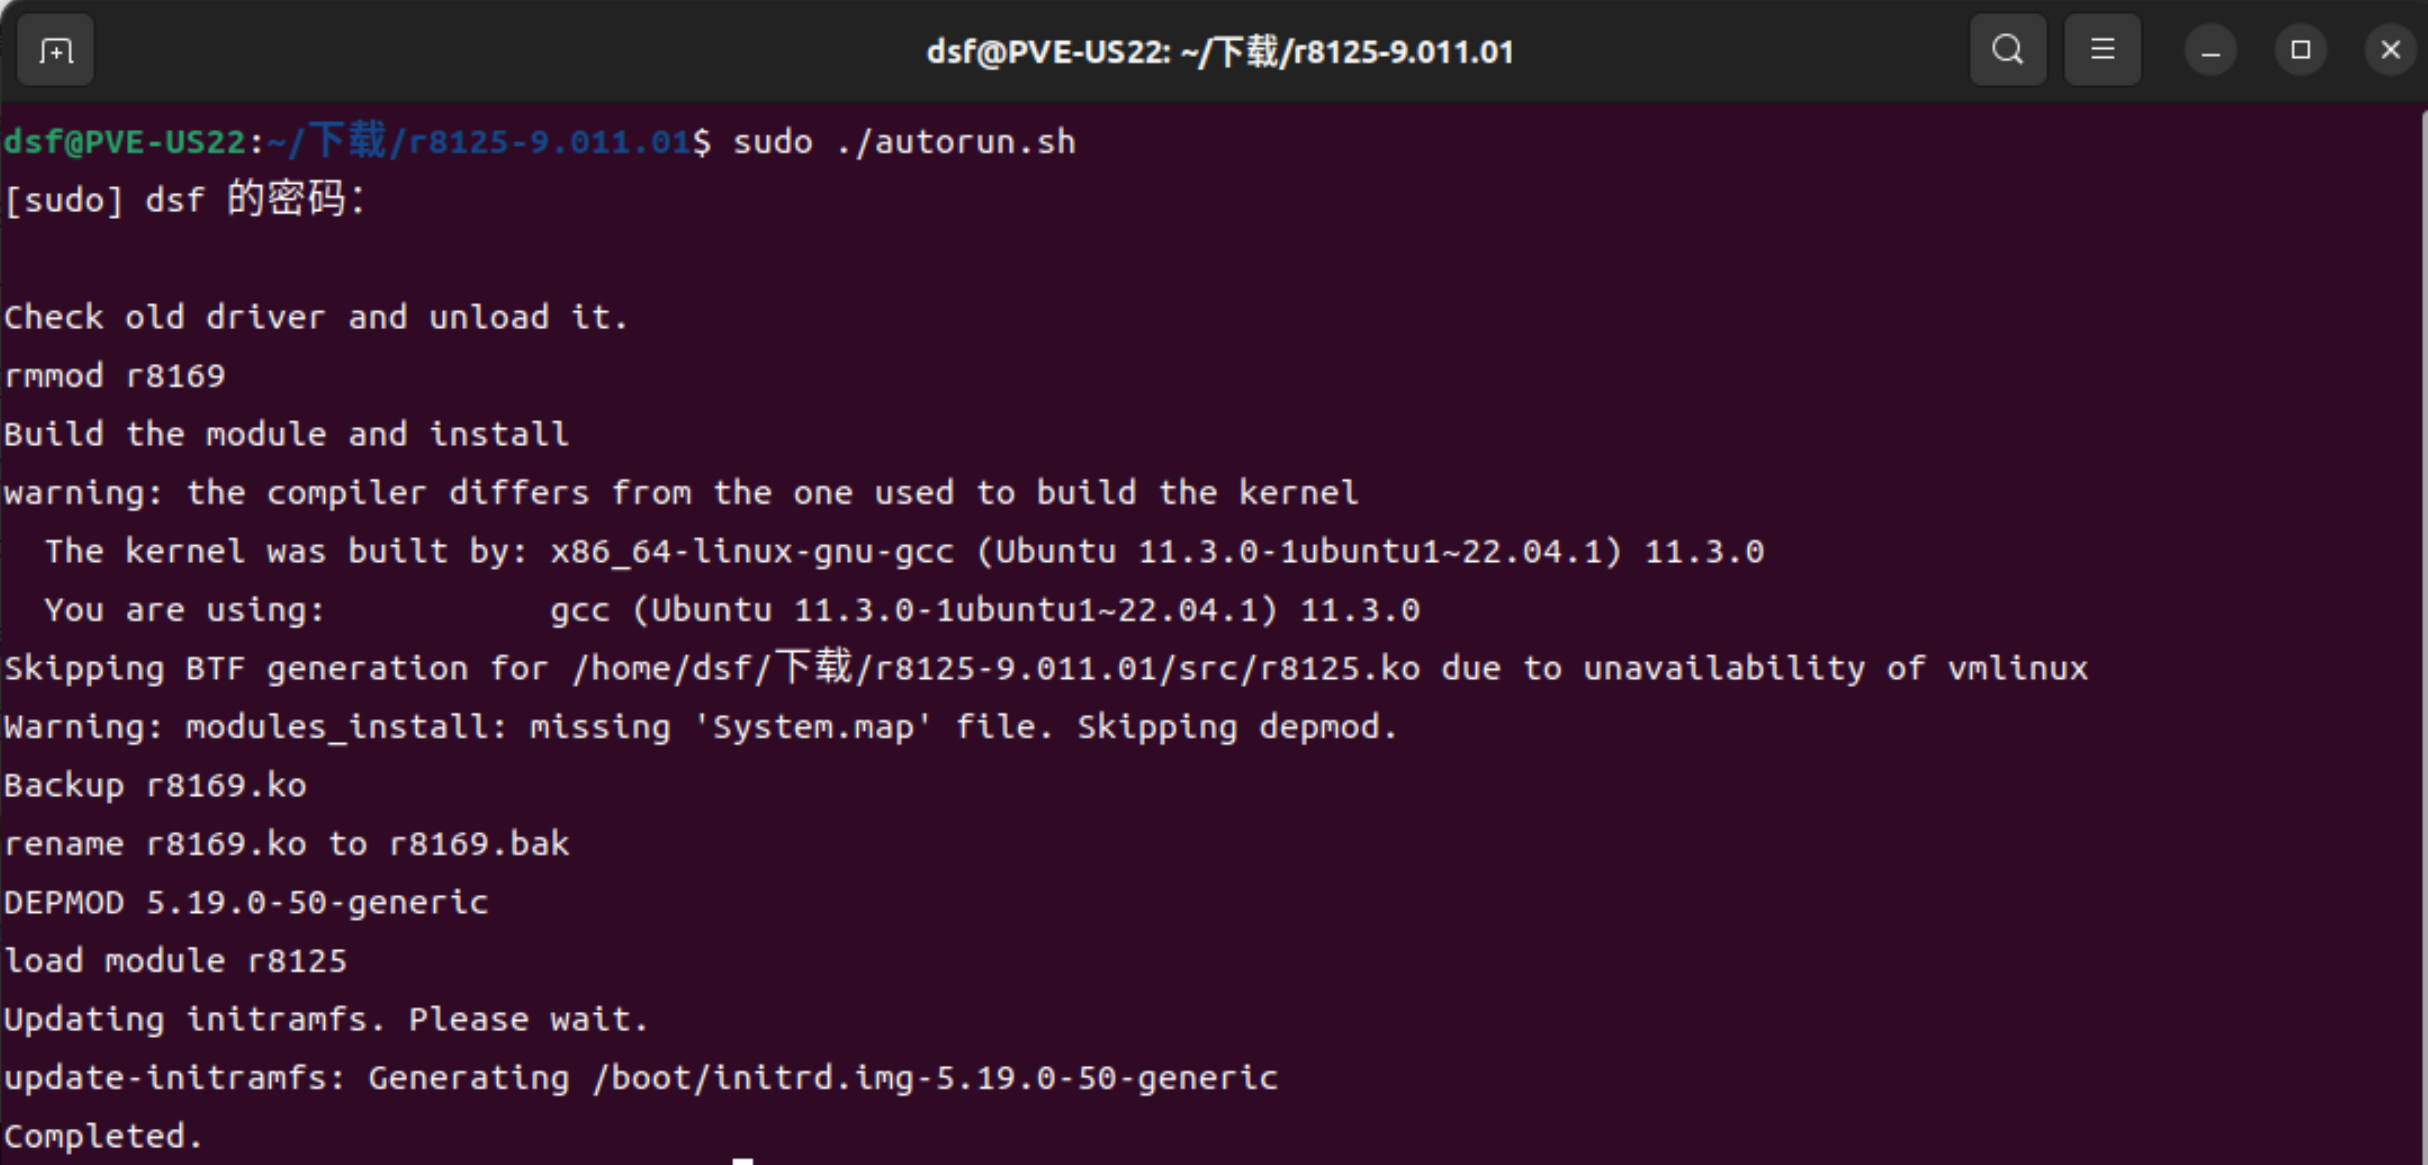 dsf@PVE-US22: ~/下载/r8125-9.011.01
dsf@PVE-US22:~/下载/r8125-9.011.01$ sudo ./autorun.sh
[sudo] dsf 的密码：
Check old driver and unload it.
rmmod r8169
Build the module and install
warning: the compiler differs from the one used to build the kernel
  The kernel was built by: x86_64-linux-gnu-gcc (Ubuntu 11.3.0-1ubuntu1~22.04.1) 11.3.0
  You are using:           gcc (Ubuntu 11.3.0-1ubuntu1~22.04.1) 11.3.0
Skipping BTF generation for /home/dsf/下载/r8125-9.011.01/src/r8125.ko due to unavailability of vmlinux
Warning: modules_install: missing 'System.map' file. Skipping depmod.
Backup r8169.ko
rename r8169.ko to r8169.bak
DEPMOD 5.19.0-50-generic
load module r8125
Updating initramfs. Please wait.
update-initramfs: Generating /boot/initrd.img-5.19.0-50-generic
Completed.